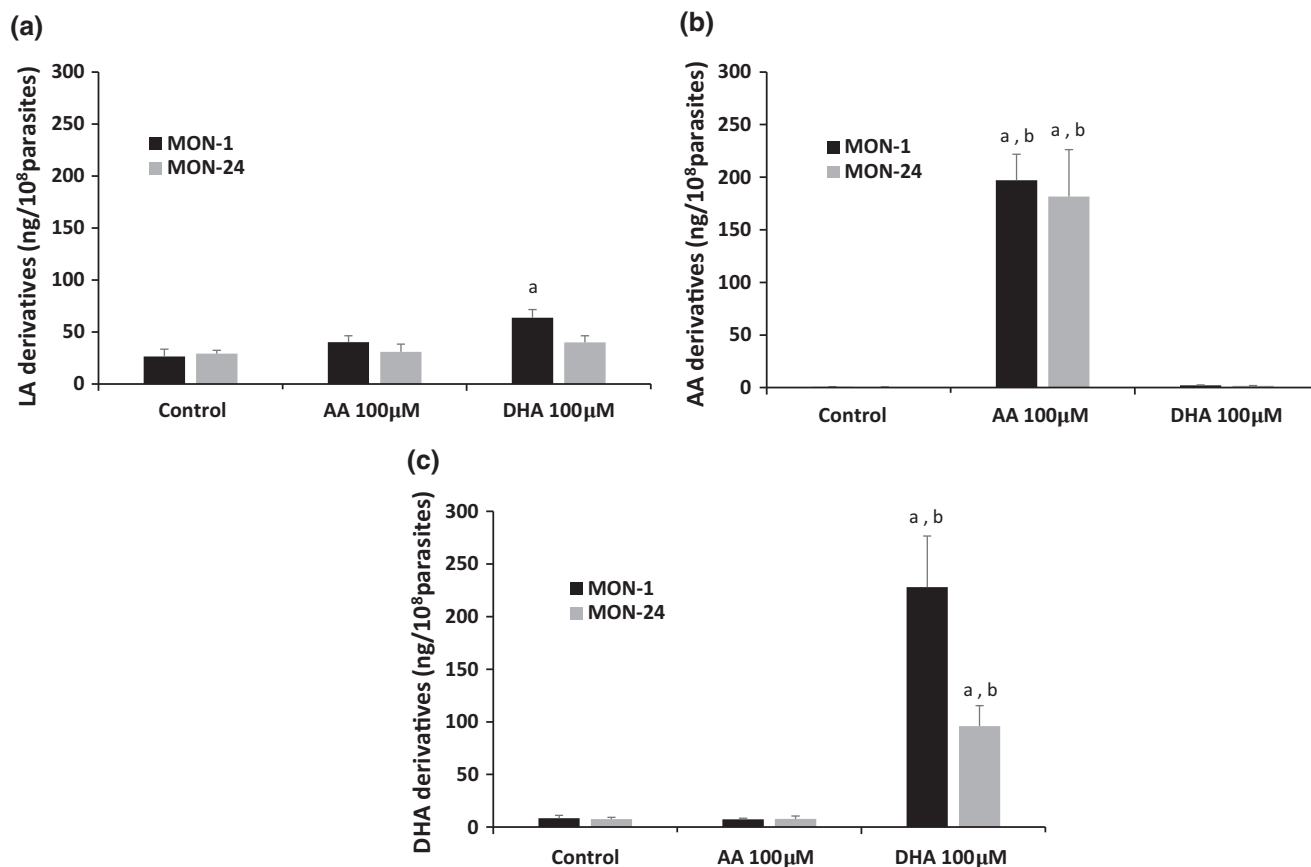 (a)
LA derivatives (ng/10⁸parasites)
300
250
200
150
100
50
0
MON-1
MON-24
a
Control
AA 100µM
DHA 100µM
(b)
AA derivatives (ng/10⁸parasites)
300
250
200
150
100
50
0
MON-1
MON-24
a , b
a , b
Control
AA 100µM
DHA 100µM
(c)
DHA derivatives (ng/10⁸parasites)
300
250
200
150
100
50
0
MON-1
MON-24
a , b
a , b
Control
AA 100µM
DHA 100µM